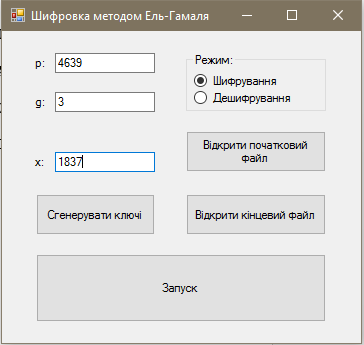 Шифровка методом Ель-Гамаля
p: 4639
g: 3
x: 1837
Режим:
Шифрування
Дешифрування
Відкрити початковий
файл
Сгенерувати ключі
Відкрити кінцевий файл
Запуск